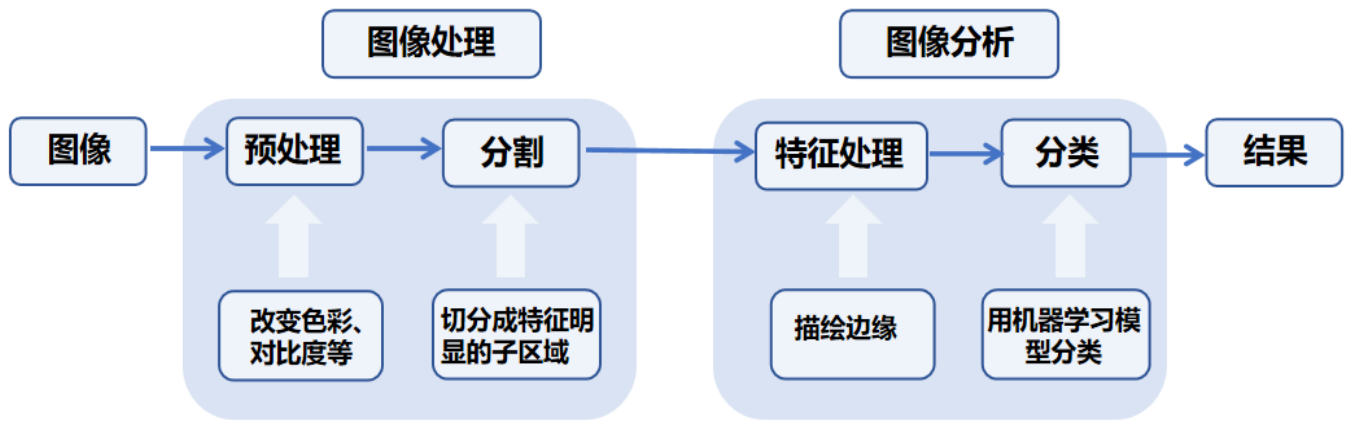 图像处理
图像分析
图像
预处理
分割
特征处理
分类
结果
改变色彩、
对比度等
切分成特征明
显的子区域
描绘边缘
用机器学习模
型分类